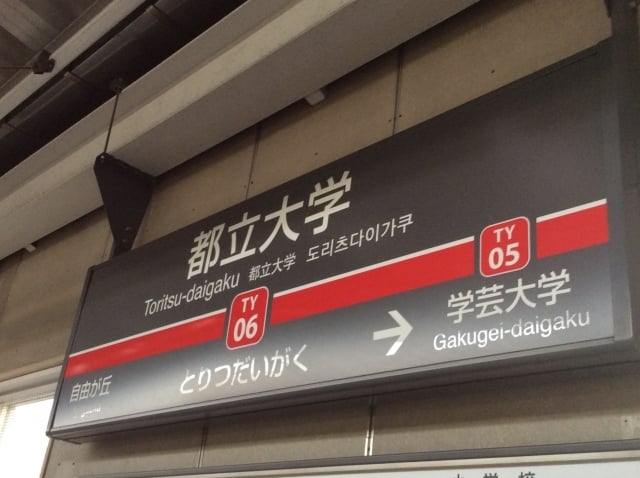 都立大学
Toritsu-daigaku 都立大学 도리츠다이가쿠
TY 05
TY 06
学芸大学
Gakugei-daigaku
自由が丘
とりつだいがく →